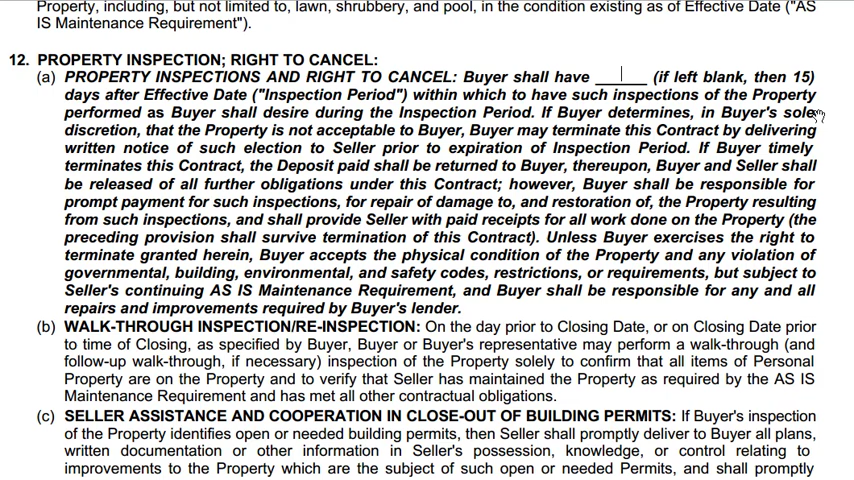 Property, including, but not limited to, lawn, shrubbery, and pool, in the condition existing as of Effective Date ("AS
IS Maintenance Requirement").
12. PROPERTY INSPECTION; RIGHT TO CANCEL:
(a) PROPERTY INSPECTIONS AND RIGHT TO CANCEL: Buyer shall have ______ (if left blank, then 15)
days after Effective Date ("Inspection Period") within which to have such inspections of the Property
performed as Buyer shall desire during the Inspection Period. If Buyer determines, in Buyer's sole
discretion, that the Property is not acceptable to Buyer, Buyer may terminate this Contract by delivering
written notice of such election to Seller prior to expiration of Inspection Period. If Buyer timely
terminates this Contract, the Deposit paid shall be returned to Buyer, thereupon, Buyer and Seller shall
be released of all further obligations under this Contract; however, Buyer shall be responsible for
prompt payment for such inspections, for repair of damage to, and restoration of, the Property resulting
from such inspections, and shall provide Seller with paid receipts for all work done on the Property (the
preceding provision shall survive termination of this Contract). Unless Buyer exercises the right to
terminate granted herein, Buyer accepts the physical condition of the Property and any violation of
governmental, building, environmental, and safety codes, restrictions, or requirements, but subject to
Seller's continuing AS IS Maintenance Requirement, and Buyer shall be responsible for any and all
repairs and improvements required by Buyer's lender.
(b) WALK-THROUGH INSPECTION/RE-INSPECTION: On the day prior to Closing Date, or on Closing Date prior
to time of Closing, as specified by Buyer, Buyer or Buyer's representative may perform a walk-through (and
follow-up walk-through, if necessary) inspection of the Property solely to confirm that all items of Personal
Property are on the Property and to verify that Seller has maintained the Property as required by the AS IS
Maintenance Requirement and has met all other contractual obligations.
(c) SELLER ASSISTANCE AND COOPERATION IN CLOSE-OUT OF BUILDING PERMITS: If Buyer's inspection
of the Property identifies open or needed building permits, then Seller shall promptly deliver to Buyer all plans,
written documentation or other information in Seller's possession, knowledge, or control relating to
improvements to the Property which are the subject of such open or needed Permits, and shall promptly